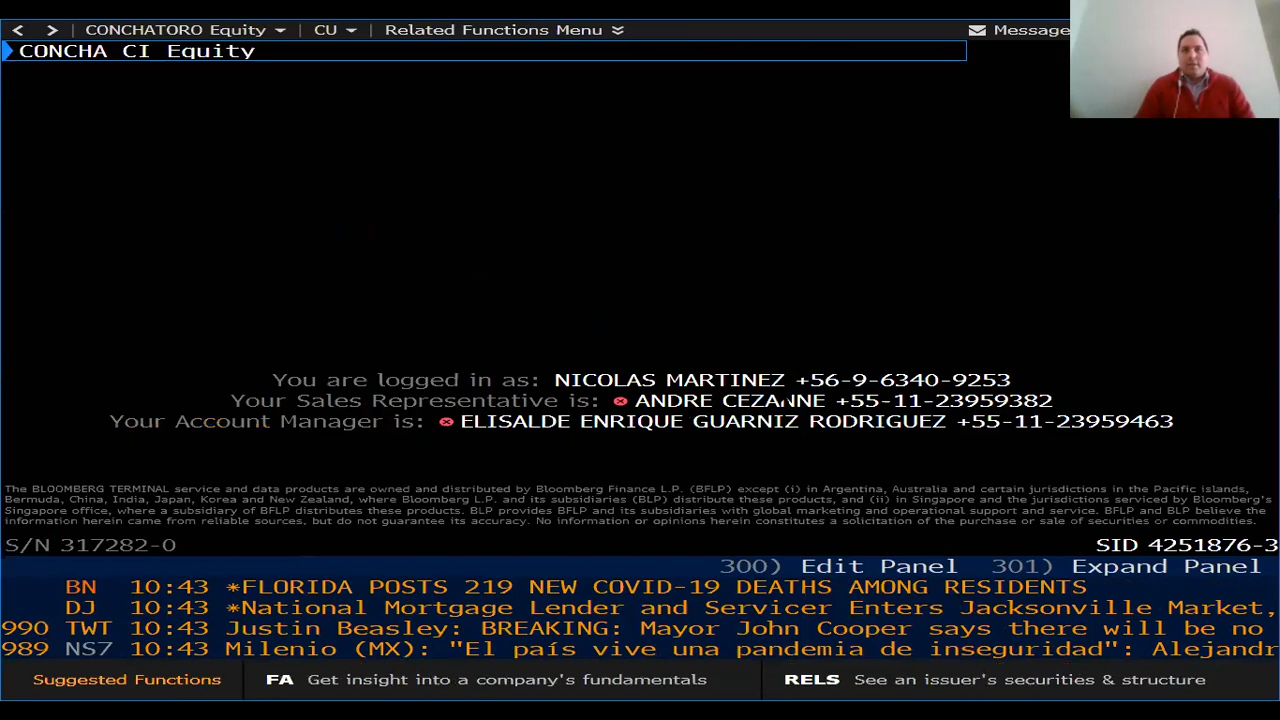 < > CONCHATORO Equity CU Related Functions Menu Message
CONCHA CI Equity
You are logged in as: NICOLAS MARTINEZ +56-9-6340-9253
Your Sales Representative is: ANDRE CEZANNE +55-11-23959382
Your Account Manager is: ELISALDE ENRIQUE GUARNIZ RODRIGUEZ +55-11-23959463
The BLOOMBERG TERMINAL service and data products are owned and distributed by Bloomberg Finance L.P. (BFLP) except (i) in Argentina, Australia and certain jurisdictions in the Pacific islands,
Bermuda, China, India, Japan, Korea and New Zealand, where Bloomberg L.P. and its subsidiaries (BLP) distribute these products, and (ii) in Singapore and the jurisdictions serviced by Bloomberg's
Singapore office, where a subsidiary of BFLP distributes these products. BLP provides BFLP and its subsidiaries with global marketing and operational support and service. BFLP and BLP believe the
information herein came from reliable sources, but do not guarantee its accuracy. No information or opinions herein constitutes a solicitation of the purchase or sale of securities or commodities.
S/N 317282-0 SID 4251876-3
300) Edit Panel 301) Expand Panel
BN 10:43 *FLORIDA POSTS 219 NEW COVID-19 DEATHS AMONG RESIDENTS
DJ 10:43 *National Mortgage Lender and Servicer Enters Jacksonville Market,
990 TWT 10:43 Justin Beasley: BREAKING: Mayor John Cooper says there will be no
989 NS7 10:43 Milenio (MX): "El país vive una pandemia de inseguridad": Alejandr
Suggested Functions FA Get insight into a company's fundamentals RELS See an issuer's securities & structure